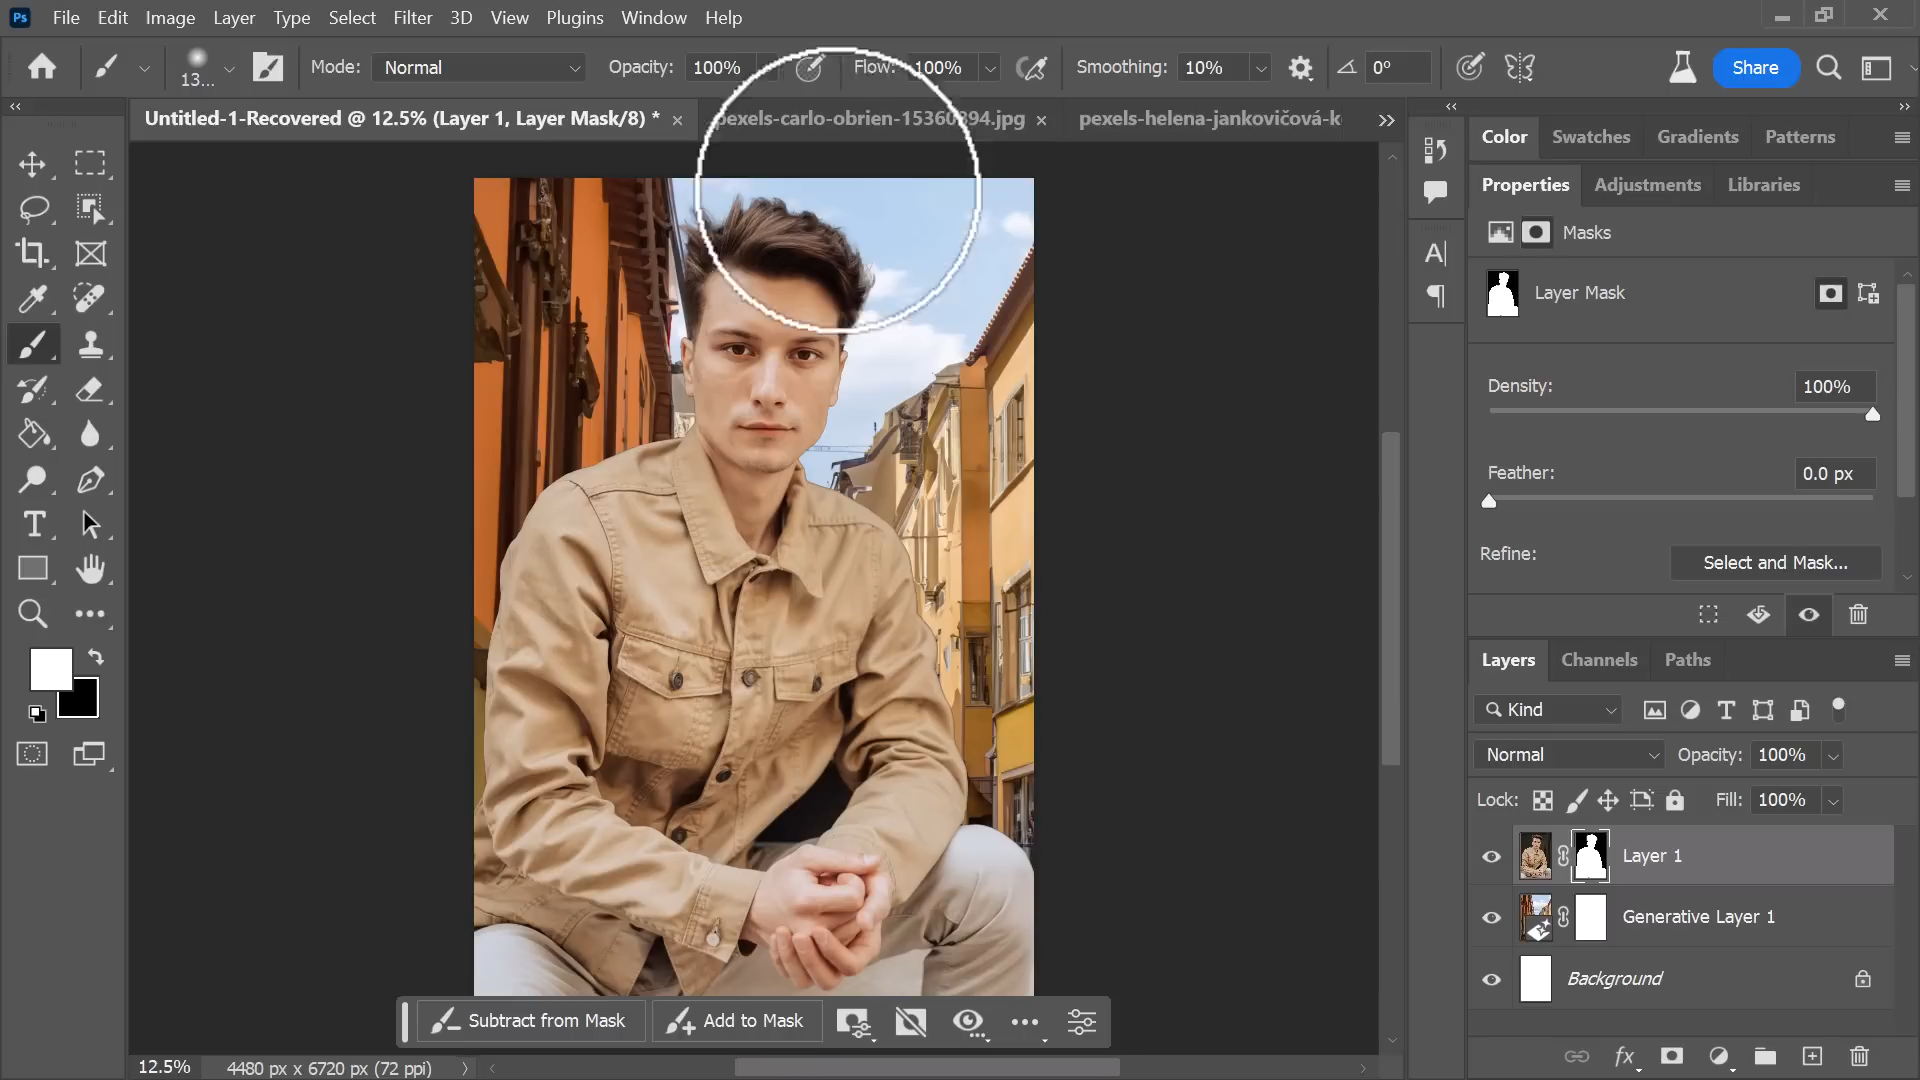 Ps File Edit Image Layer Type Select Filter 3D View Plugins Window Help
13... Mode: Normal Opacity: 100% Flow: 100% Smoothing: 10% 0° Share
Untitled-1-Recovered @ 12.5% (Layer 1, Layer Mask/8) * × pexels-carlo-obrien-15360394.jpg × pexels-helena-jankovičová-k
Color Swatches Gradients Patterns
Properties Adjustments Libraries
Masks
Layer Mask
Density: 100%
Feather: 0.0 px
Refine: Select and Mask...
Layers Channels Paths
Kind
Normal Opacity: 100%
Lock: Fill: 100%
Layer 1
Generative Layer 1
Background
Subtract from Mask Add to Mask
12.5% 4480 px x 6720 px (72 ppi)
fx